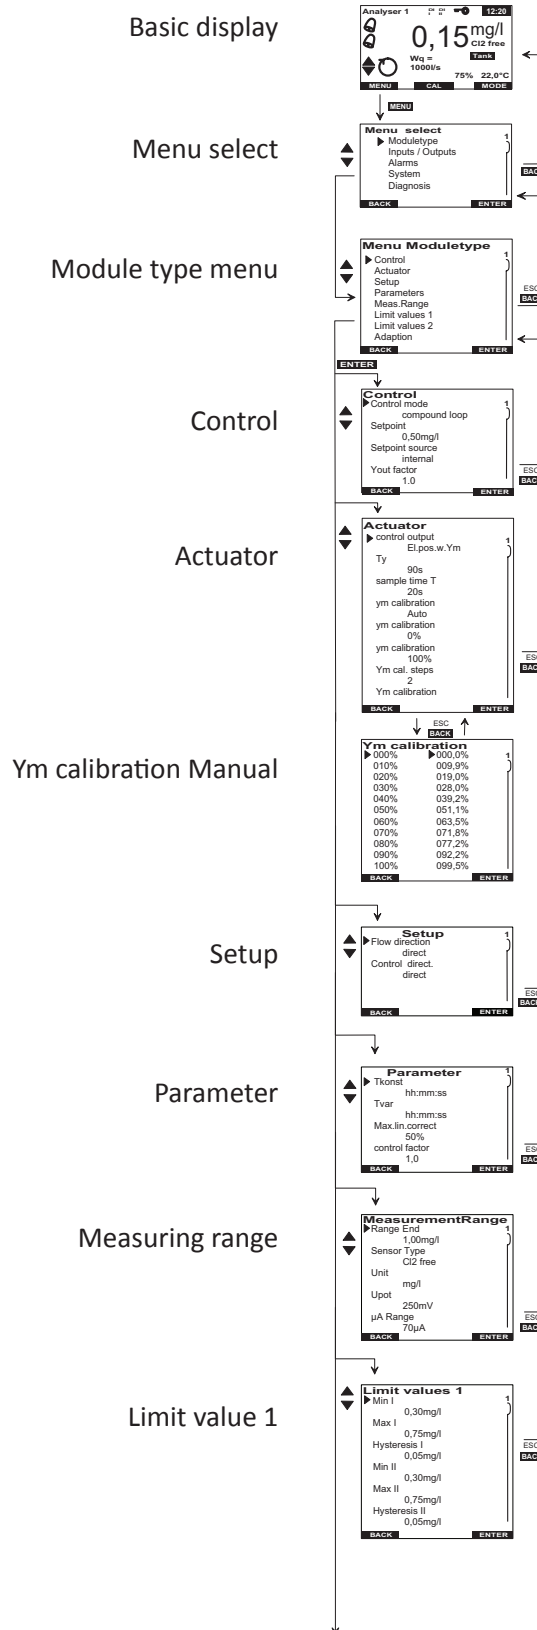 Basic display
Analyser 1 DI I DI II 12:20
0,15 mg/l
Cl2 free
Tank
Wq =
1000l/s
75% 22,0°C
MENU CAL MODE
MENU
Menu select
Menu select
1
Moduletype
Inputs / Outputs
Alarms
System
Diagnosis
BACK ENTER
BACK
Module type menu
Menu Moduletype
1
Control
Actuator
Setup
Parameters
Meas.Range
Limit values 1
Limit values 2
Adaption
BACK ENTER
ESC
BACK
ENTER
Control
Control
1
Control mode
compound loop
Setpoint
0,50mg/l
Setpoint source
internal
Yout factor
1.0
BACK ENTER
ESC
BACK
Actuator
Actuator
1
control output
El.pos.w.Ym
Ty
90s
sample time T
20s
ym calibration
Auto
ym calibration
0%
ym calibration
100%
Ym cal. steps
2
Ym calibration
BACK ENTER
ESC
BACK
ESC
BACK
Ym calibration Manual
Ym calibration
1
000% 000,0%
010% 009,9%
020% 019,0%
030% 028,0%
040% 039,2%
050% 051,1%
060% 063,5%
070% 071,8%
080% 077,2%
090% 092,2%
100% 099,5%
BACK ENTER
Setup
Setup
1
Flow direction
direct
Control direct.
direct
BACK ENTER
ESC
BACK
Parameter
Parameter
1
Tkonst
hh:mm:ss
Tvar
hh:mm:ss
Max.lin.correct
50%
control factor
1,0
BACK ENTER
ESC
BACK
Measuring range
MeasurementRange
1
Range End
1,00mg/l
Sensor Type
Cl2 free
Unit
mg/l
Upot
250mV
µA Range
70µA
BACK ENTER
ESC
BACK
Limit value 1
Limit values 1
1
Min I
0,30mg/l
Max I
0,75mg/l
Hysteresis I
0,05mg/l
Min II
0,30mg/l
Max II
0,75mg/l
Hysteresis II
0,05mg/l
BACK ENTER
ESC
BACK